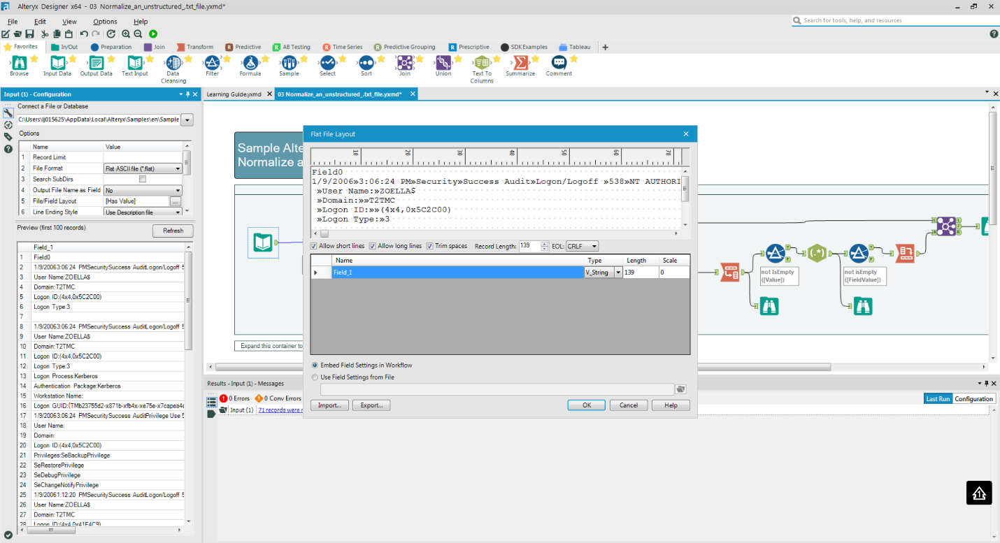 Alteryx Designer x64 - 03 Normalize_an_unstructured_.txt_file.yxmd*
File Edit View Options Help
Search for tools, help, and resources
Favorites In/Out Preparation Join Transform Predictive AB Testing Time Series Predictive Grouping Prescriptive SDK Examples Tableau
Browse Input Data Output Data Text Input Data Cleansing Filter Formula Sample Select Sort Join Union Text To Columns Summarize Comment
Input (1) - Configuration
Learning Guide.yxmd
03 Normalize_an_unstructured_.txt_file.yxmd*
Connect a File or Database
C:\Users\lj015625\AppData\Local\Alteryx\Samples\en\Sample
Options
Name Value
1 Record Limit
2 File Format Flat ASCII file (*.flat)
3 Search SubDirs
4 Output File Name as Field No
5 File/Field Layout [Has Value] ...
6 Line Ending Style Use Description file
Preview (first 100 records)
Refresh
Field_1
1 Field0
2 1/9/20063:06:24 PMSecuritySuccess AuditLogon/Logoff 5
3 User Name:ZOELLA$
4 Domain:T2TMC
5 Logon ID:(4x4,0x5C2C00)
6 Logon Type:3
7
8 1/9/20063:06:24 PMSecuritySuccess AuditLogon/Logoff 5
9 User Name:ZOELLA$
10 Domain:T2TMC
11 Logon ID:(4x4,0x5C2C00)
12 Logon Type:3
13 Logon Process:Kerberos
14 Authentication Package:Kerberos
15 Workstation Name:
16 Logon GUID:{TMb23755d2-x871b-xfb4x-xe75e-x7capea4e
17 1/9/20063:06:24 PMSecuritySuccess AuditPrivilege Use 5
18 User Name:
19 Domain:
20 Logon ID:(4x4,0x5C2C00)
21 Privileges:SeBackupPrivilege
22 SeRestorePrivilege
23 SeDebugPrivilege
24 SeChangeNotifyPrivilege
25 1/9/20061:12:20 PMSecuritySuccess AuditLogon/Logoff 5
26 User Name:ZOELLA$
27 Domain:T2TMC
28 Logon ID:(4x4,0x41F4C9)
Sample Alte
Normalize a
Expand this container to
not IsEmpty
([Value])
not isEmpty
([FieldValue])
Flat File Layout
10 20 30 40 50 60 70
Field0
1/9/2006»3:06:24 PM»Security»Success Audit»Logon/Logoff »538»NT AUTHORI
»User Name:»ZOELLA$
»Domain:»»T2TMC
»Logon ID:»»(4x4,0x5C2C00)
»Logon Type:»3
Allow short lines Allow long lines Trim spaces Record Length: 139 EOL: CRLF
Name Type Length Scale
Field_1 V_String 139 0
Embed Field Settings in Workflow
Use Field Settings from File
Import... Export... OK Cancel Help
Results - Input (1) - Messages
0 Errors 0 Conv Errors
Last Run Configuration
Input (1) 71 records were r